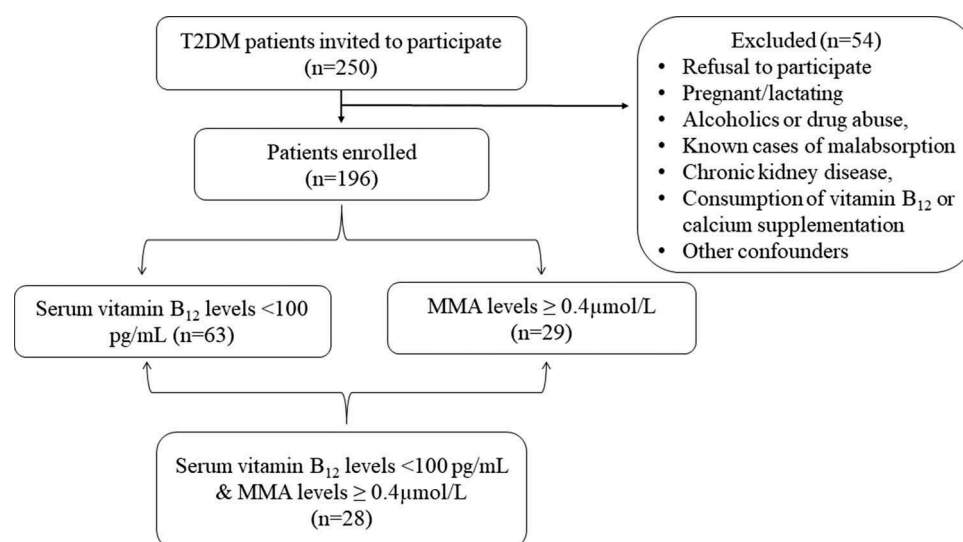 T2DM patients invited to participate
(n=250)
Excluded (n=54)
• Refusal to participate
• Pregnant/lactating
• Alcoholics or drug abuse,
• Known cases of malabsorption
• Chronic kidney disease,
• Consumption of vitamin B₁₂ or
calcium supplementation
• Other confounders
Patients enrolled
(n=196)
Serum vitamin B₁₂ levels <100
pg/mL (n=63)
MMA levels ≥ 0.4µmol/L
(n=29)
Serum vitamin B₁₂ levels <100 pg/mL
& MMA levels ≥ 0.4µmol/L
(n=28)